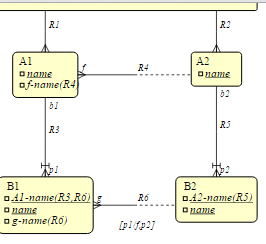 R1
R2
A1
name
f-name(R4)
f
R4
A2
name
b1
b2
R3
R5
p1
p2
B1
A1-name(R3,R6)
name
g-name(R6)
g
R6
B2
A2-name(R5)
name
[p1(f,p2]